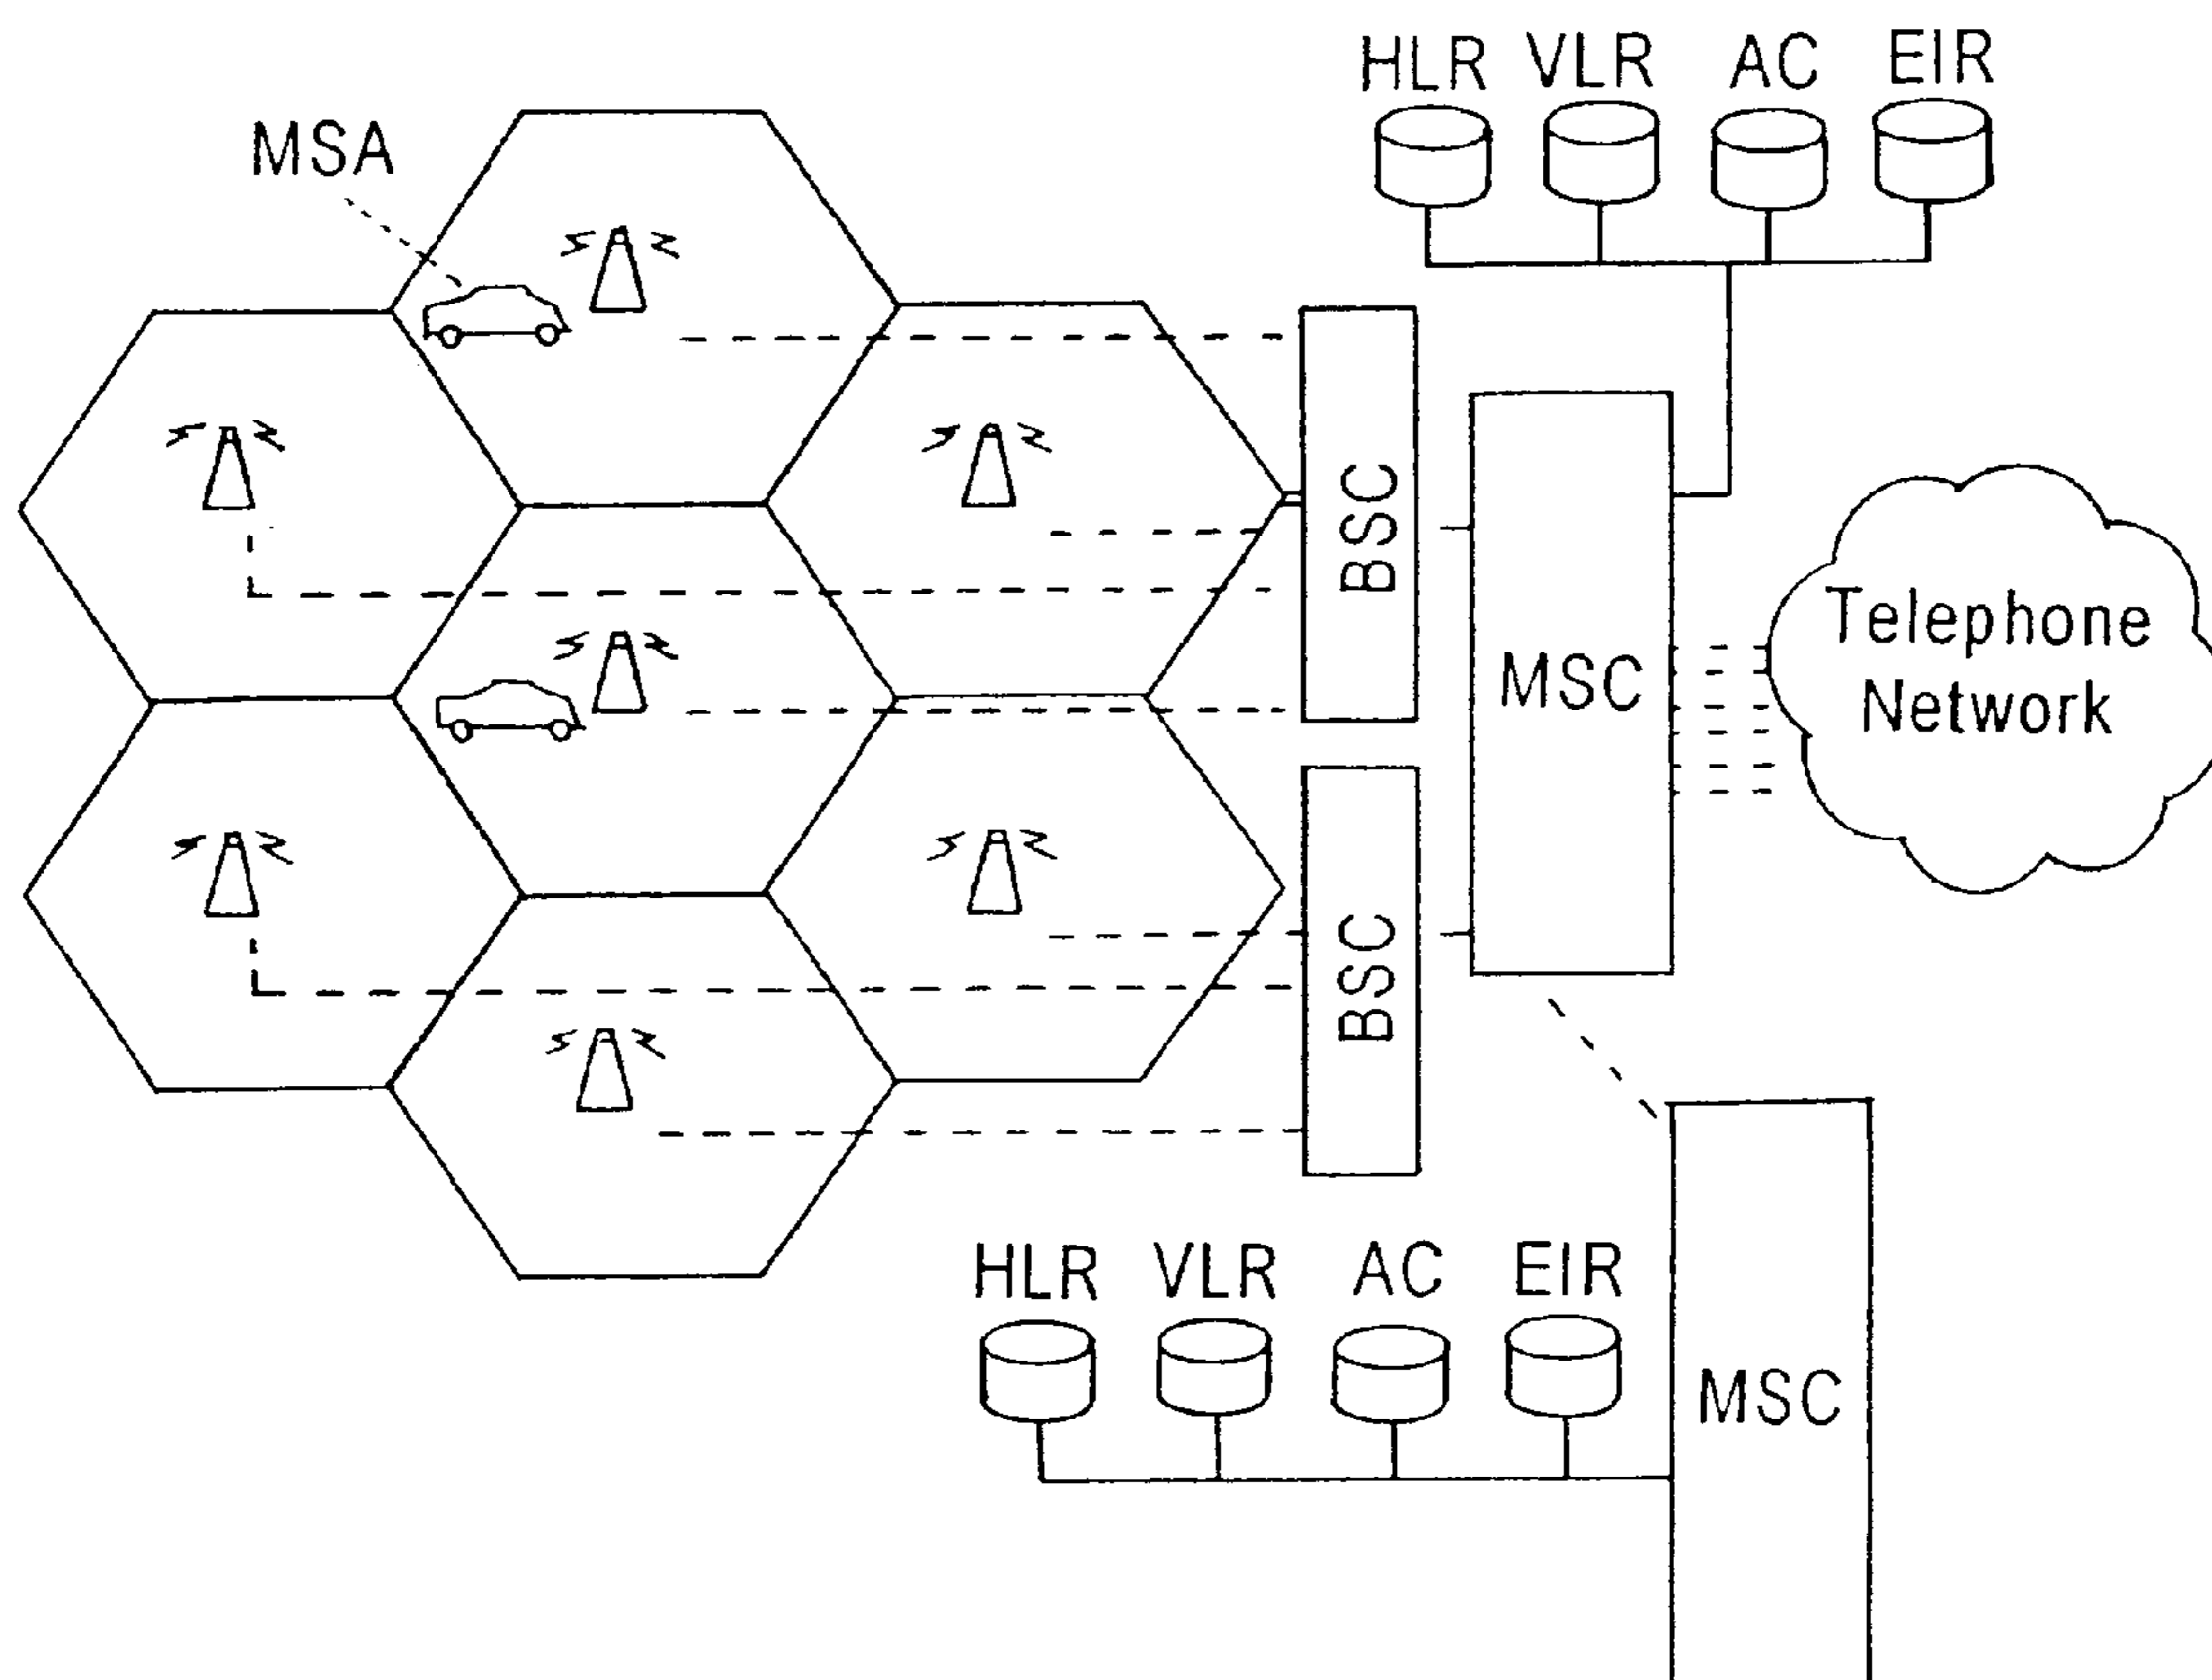 HLR VLR AC EIR
MSA
BSC
MSC
Telephone
Network
BSC
HLR VLR AC EIR
MSC